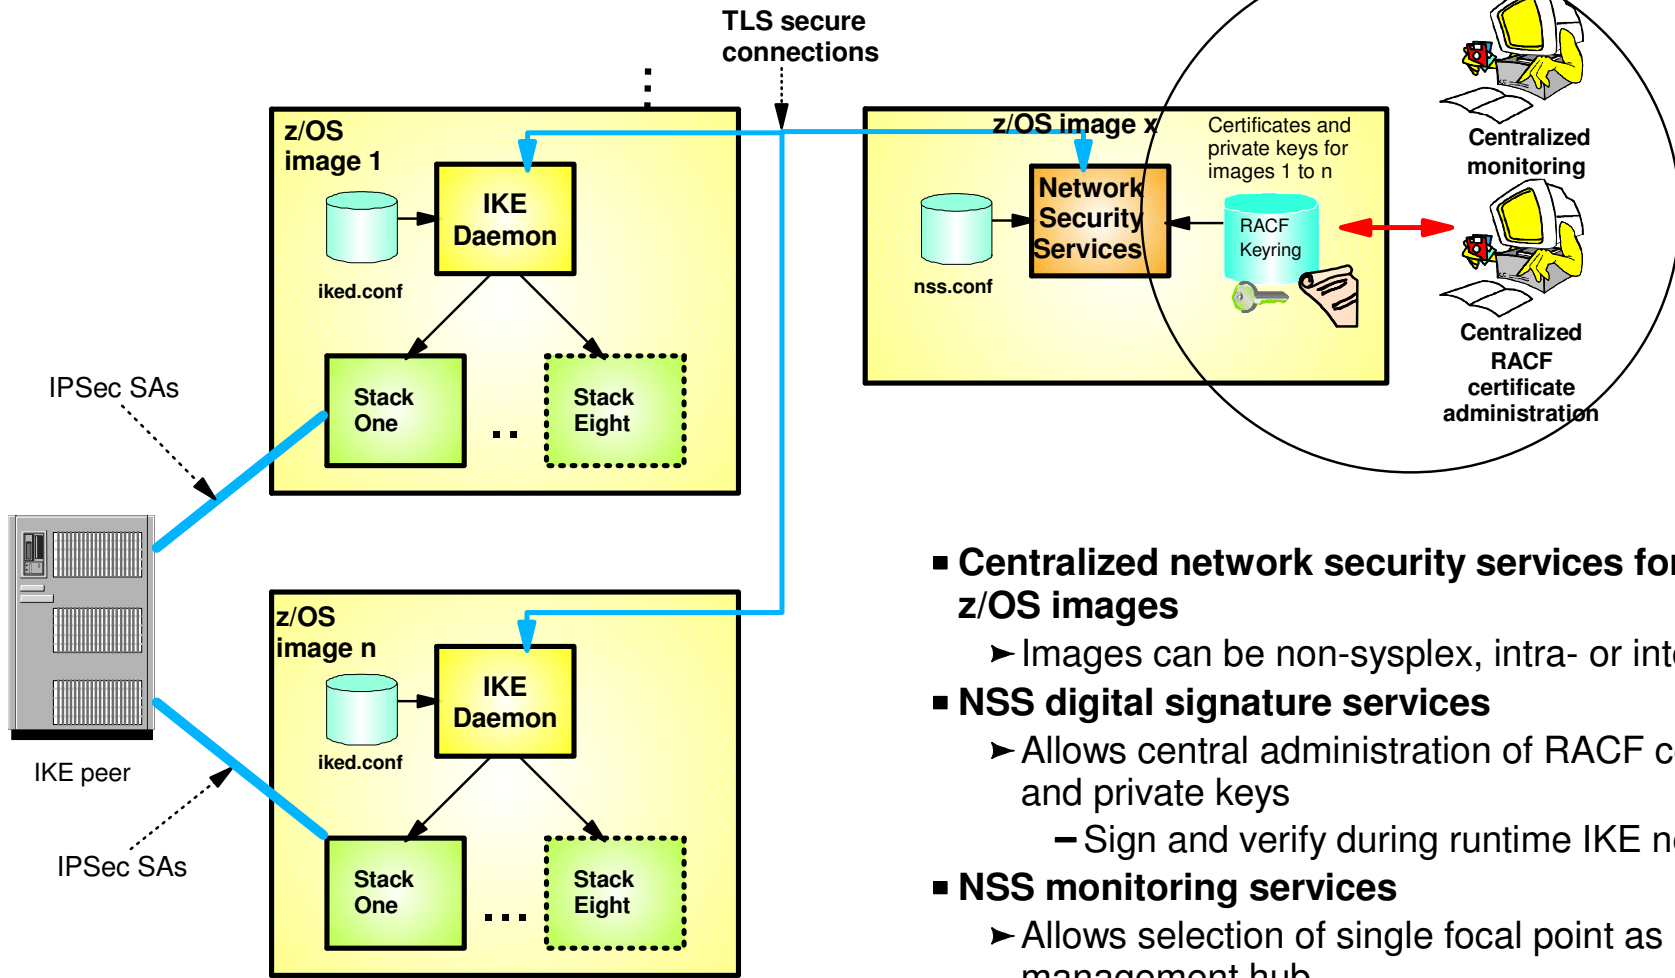 TLS secure
connections
z/OS
image 1
IKE
Daemon
iked.conf
Stack
One
Stack
Eight
IPSec SAs
z/OS image x
Certificates and
private keys for
images 1 to n
Network
Security
Services
nss.conf
RACF
Keyring
Centralized
monitoring
Centralized
RACF
certificate
administration
IKE peer
IPSec SAs
z/OS
image n
IKE
Daemon
iked.conf
Stack
One
Stack
Eight
Centralized network security services for
z/OS images
Images can be non-sysplex, intra- or
NSS digital signature services
Allows central administration of RACF
and private keys
Sign and verify during runtime IKE
NSS monitoring services
Allows selection of single focal point as
management hub